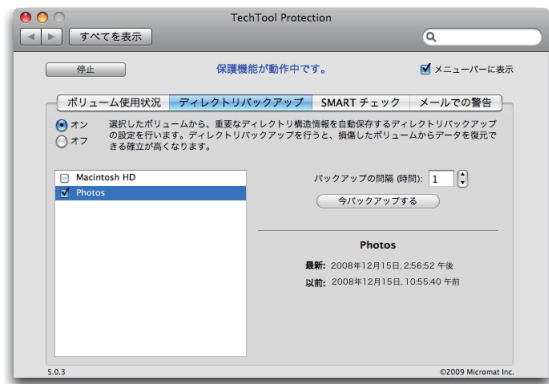 TechTool Protection
すべてを表示
停止
保護機能が動作中です。
メニューバーに表示
ボリューム使用状況
ディレクトリバックアップ
SMART チェック
メールでの警告
オン
オフ
選択したボリュームから、重要なディレクトリ構造情報を自動保存するディレクトリバックアップ
の設定を行います。ディレクトリバックアップを行うと、損傷したボリュームからデータを復元で
きる確立が高くなります。
Macintosh HD
Photos
バックアップの間隔 (時間): 1
今バックアップする
Photos
最新: 2008年12月15日, 2:56:52 午後
以前: 2008年12月15日, 10:55:40 午前
5.0.3
©2009 Micromat Inc.